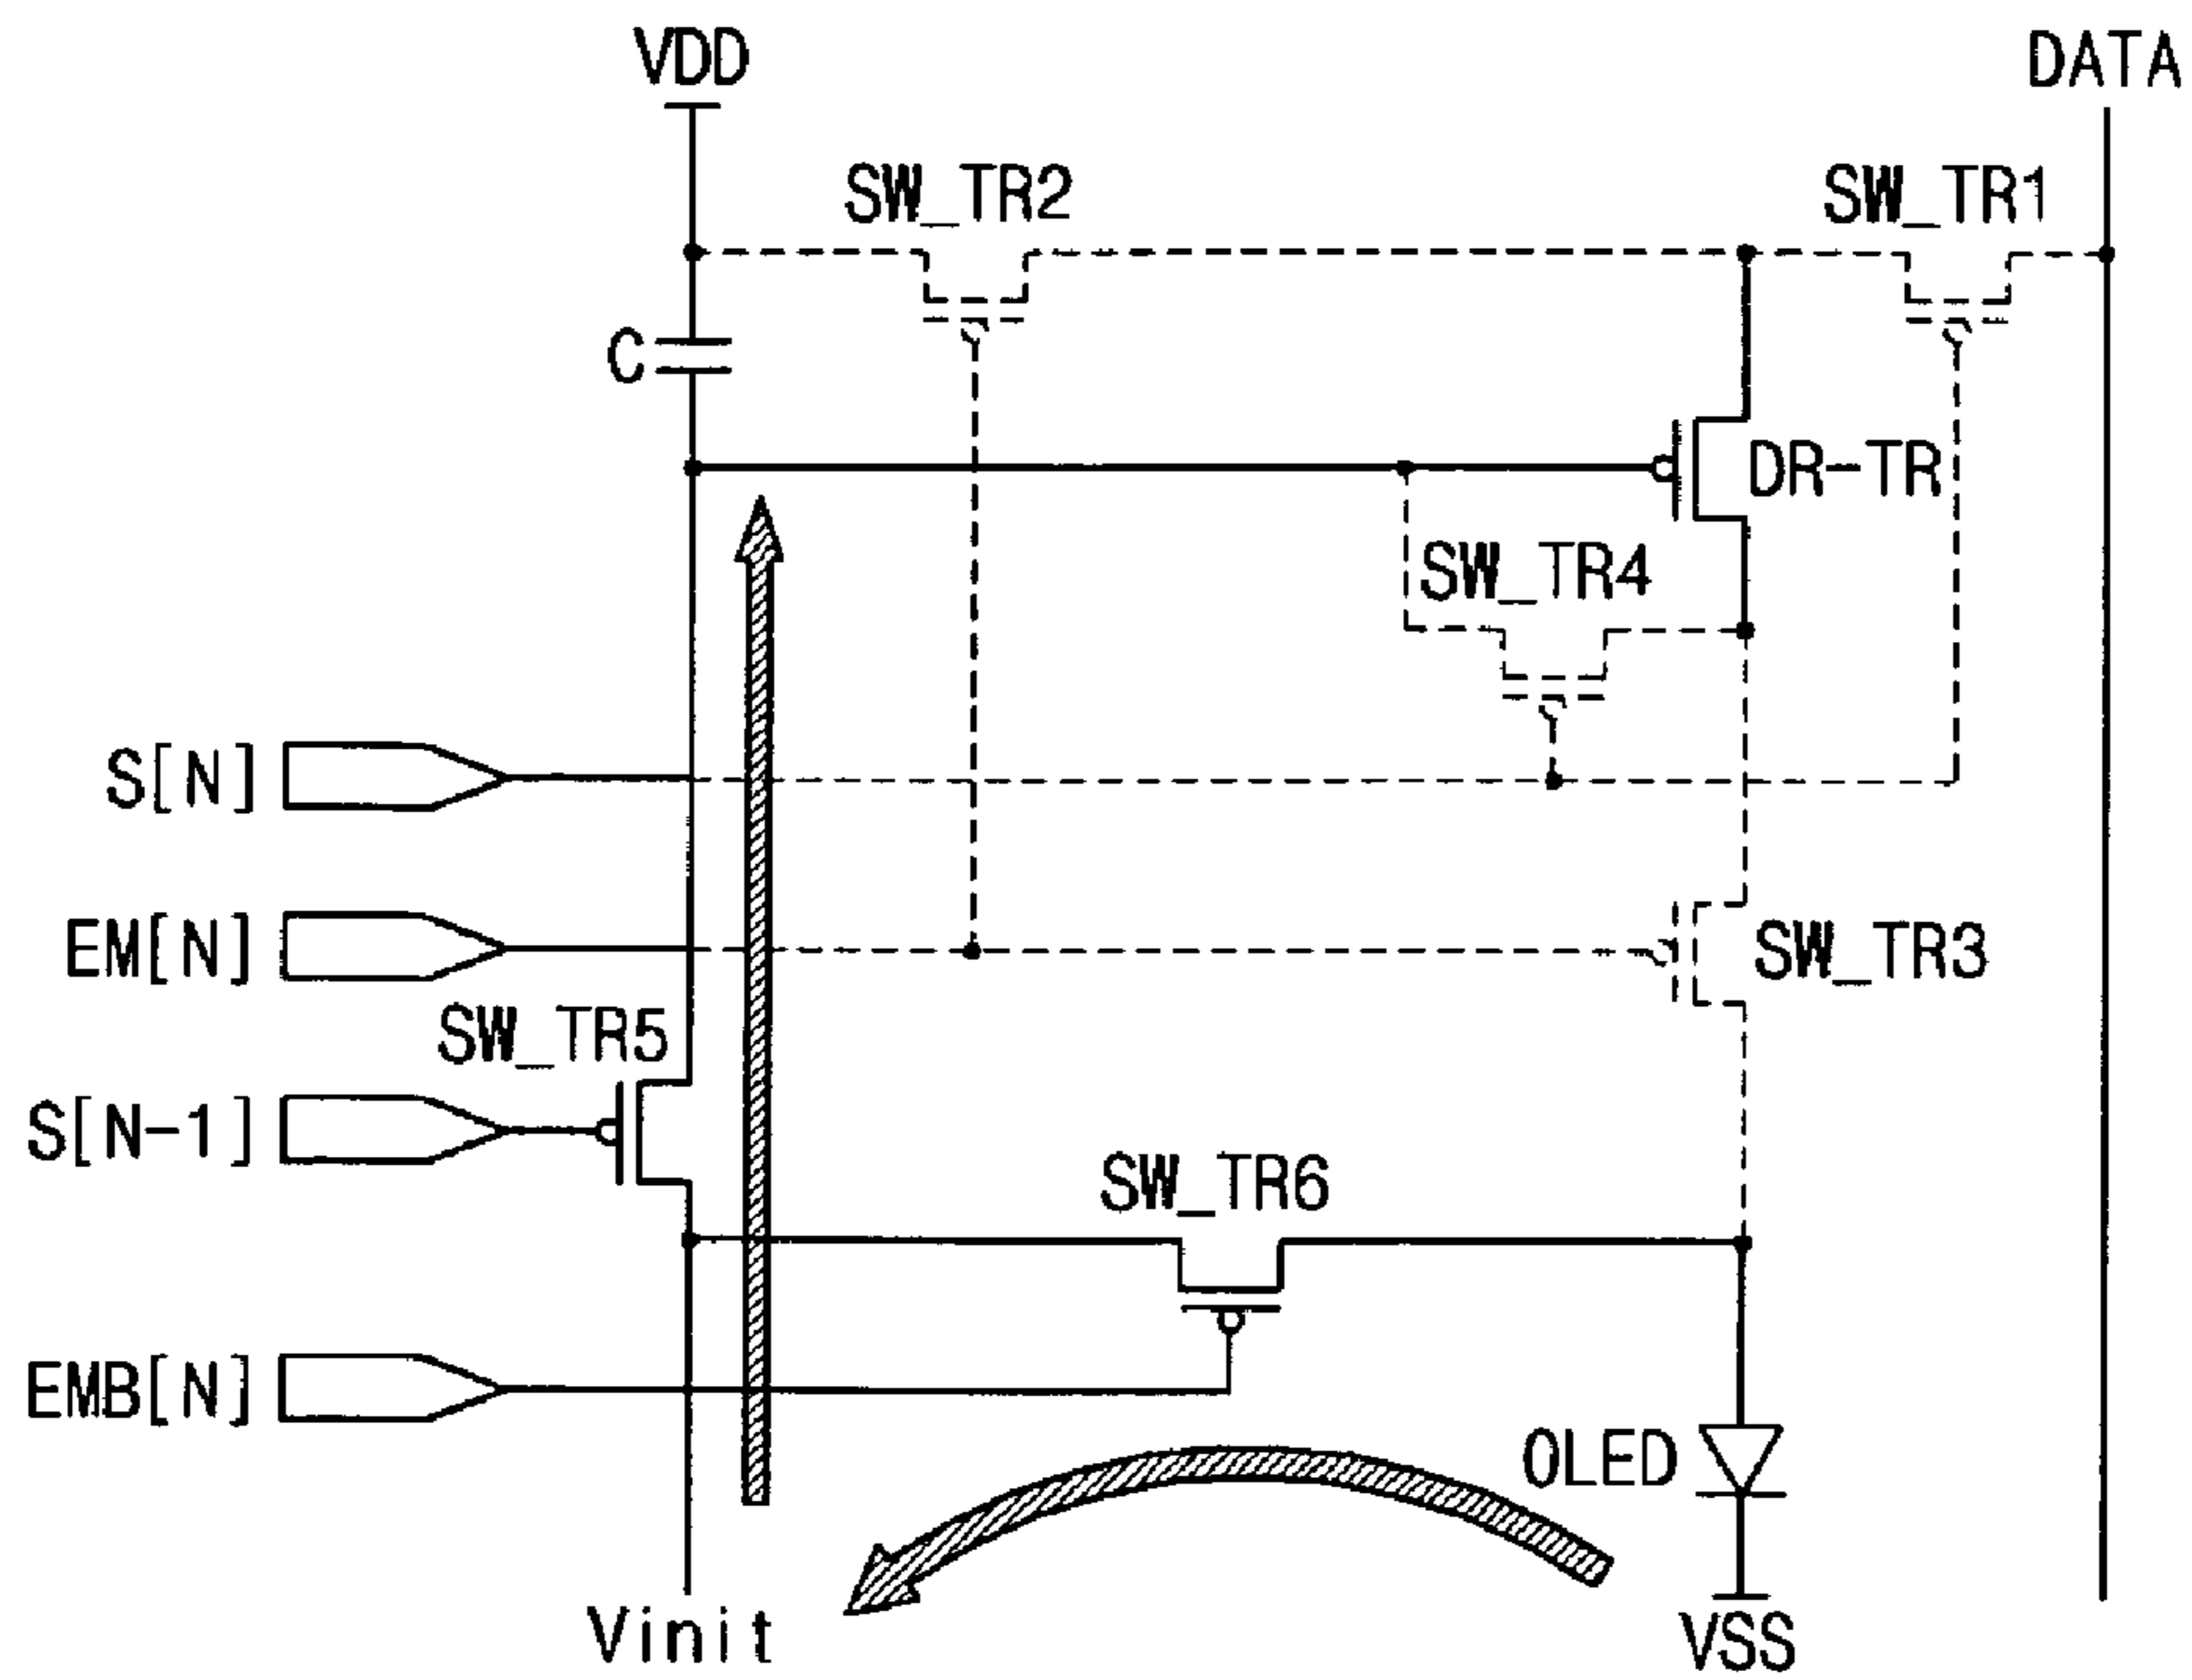 VDD
DATA
SW_TR2
SW_TR1
C
DR-TR
SW_TR4
S[N]
EM[N]
SW_TR3
SW_TR5
S[N-1]
SW_TR6
EMB[N]
OLED
Vinit
VSS